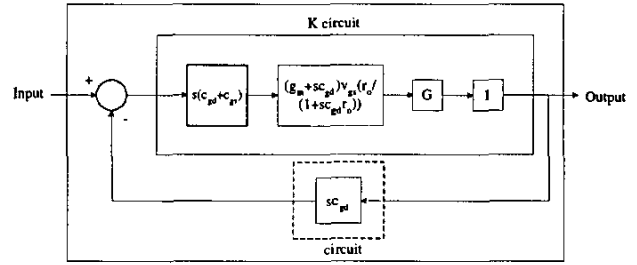 K circuit
Input
+
-
s(c_gd+c_gs)
(g_m+sc_gd)v_gs(r_o/
(1+sc_gd r_o))
G
1
Output
sc_gd
circuit